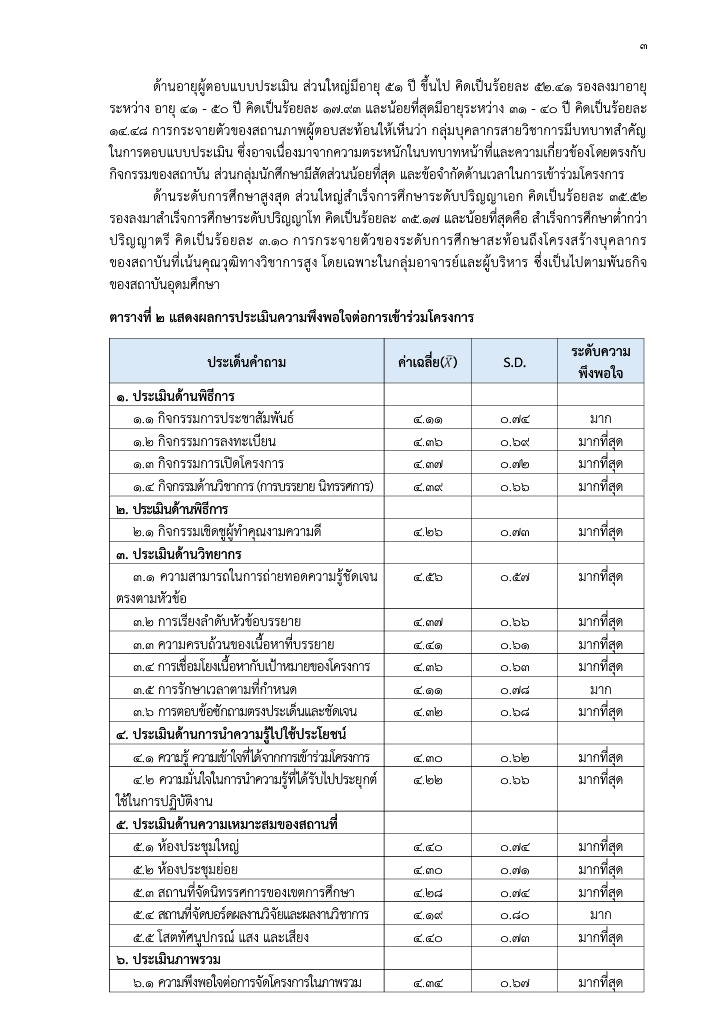 ๓
ด้านอายุผู้ตอบแบบประเมิน ส่วนใหญ่มีอายุ ๕๑ ปี ขึ้นไป คิดเป็นร้อยละ ๕๒.๔๑ รองลงมาอายุ
ระหว่าง อายุ ๔๑ - ๕๐ ปี คิดเป็นร้อยละ ๑๗.๙๓ และน้อยที่สุดมีอายุระหว่าง ๓๑ - ๔๐ ปี คิดเป็นร้อยละ
๑๔.๔๘ การกระจายตัวของสถานภาพผู้ตอบสะท้อนให้เห็นว่า กลุ่มบุคลากรสายวิชาการมีบทบาทสำคัญ
ในการตอบแบบประเมิน ซึ่งอาจเนื่องมาจากความตระหนักในบทบาทหน้าที่และความเกี่ยวข้องโดยตรงกับ
กิจกรรมของสถาบัน ส่วนกลุ่มนักศึกษามีสัดส่วนน้อยที่สุด และข้อจำกัดด้านเวลาในการเข้าร่วมโครงการ
ด้านระดับการศึกษาสูงสุด ส่วนใหญ่สำเร็จการศึกษาระดับปริญญาเอก คิดเป็นร้อยละ ๓๕.๕๒
รองลงมาสำเร็จการศึกษาระดับปริญญาโท คิดเป็นร้อยละ ๓๕.๑๗ และน้อยที่สุดคือ สำเร็จการศึกษาต่ำกว่า
ปริญญาตรี คิดเป็นร้อยละ ๓.๑๐ การกระจายตัวของระดับการศึกษาสะท้อนถึงโครงสร้างบุคลากร
ของสถาบันที่เน้นคุณวุฒิทางวิชาการสูง โดยเฉพาะในกลุ่มอาจารย์และผู้บริหาร ซึ่งเป็นไปตามพันธกิจ
ของสถาบันอุดมศึกษา
ตารางที่ ๒ แสดงผลการประเมินความพึงพอใจต่อการเข้าร่วมโครงการ
ประเด็นคำถาม ค่าเฉลี่ย(X̅) S.D. ระดับความ
พึงพอใจ
๑. ประเมินด้านพิธีการ
๑.๑ กิจกรรมการประชาสัมพันธ์ ๔.๑๑ ๐.๗๔ มาก
๑.๒ กิจกรรมการลงทะเบียน ๔.๓๖ ๐.๖๙ มากที่สุด
๑.๓ กิจกรรมการเปิดโครงการ ๔.๓๗ ๐.๗๒ มากที่สุด
๑.๔ กิจกรรมด้านวิชาการ (การบรรยาย นิทรรศการ) ๔.๓๙ ๐.๖๖ มากที่สุด
๒. ประเมินด้านพิธีการ
๒.๑ กิจกรรมเชิดชูผู้ทำคุณงามความดี ๔.๒๖ ๐.๗๓ มากที่สุด
๓. ประเมินด้านวิทยากร
๓.๑ ความสามารถในการถ่ายทอดความรู้ชัดเจน ๔.๕๖ ๐.๕๗ มากที่สุด
ตรงตามหัวข้อ
๓.๒ การเรียงลำดับหัวข้อบรรยาย ๔.๓๗ ๐.๖๖ มากที่สุด
๓.๓ ความครบถ้วนของเนื้อหาที่บรรยาย ๔.๔๑ ๐.๖๑ มากที่สุด
๓.๔ การเชื่อมโยงเนื้อหากับเป้าหมายของโครงการ ๔.๓๖ ๐.๖๓ มากที่สุด
๓.๕ การรักษาเวลาตามที่กำหนด ๔.๑๑ ๐.๗๘ มาก
๓.๖ การตอบข้อซักถามตรงประเด็นและชัดเจน ๔.๓๒ ๐.๖๘ มากที่สุด
๔. ประเมินด้านการนำความรู้ไปใช้ประโยชน์
๔.๑ ความรู้ ความเข้าใจที่ได้จากการเข้าร่วมโครงการ ๔.๓๐ ๐.๖๒ มากที่สุด
๔.๒ ความมั่นใจในการนำความรู้ที่ได้รับไปประยุกต์ ๔.๒๒ ๐.๖๖ มากที่สุด
ใช้ในการปฏิบัติงาน
๕. ประเมินด้านความเหมาะสมของสถานที่
๕.๑ ห้องประชุมใหญ่ ๔.๔๐ ๐.๗๔ มากที่สุด
๕.๒ ห้องประชุมย่อย ๔.๓๐ ๐.๗๑ มากที่สุด
๕.๓ สถานที่จัดนิทรรศการของเขตการศึกษา ๔.๒๘ ๐.๗๔ มากที่สุด
๕.๔ สถานที่จัดบอร์ดผลงานวิจัยและผลงานวิชาการ ๔.๑๙ ๐.๘๐ มาก
๕.๕ โสตทัศนูปกรณ์ แสง และเสียง ๔.๔๐ ๐.๗๓ มากที่สุด
๖. ประเมินภาพรวม
๖.๑ ความพึงพอใจต่อการจัดโครงการในภาพรวม ๔.๓๔ ๐.๖๗ มากที่สุด